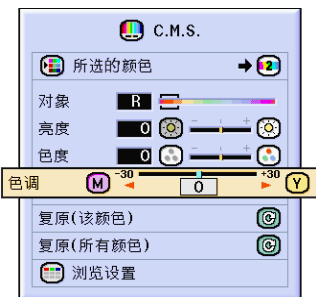 C.M.S.
所选的颜色 2
对象 R
亮度 0 - +
色度 0 - +
色调 M -30 0 +30 Y
复原(该颜色)
复原(所有颜色)
浏览设置